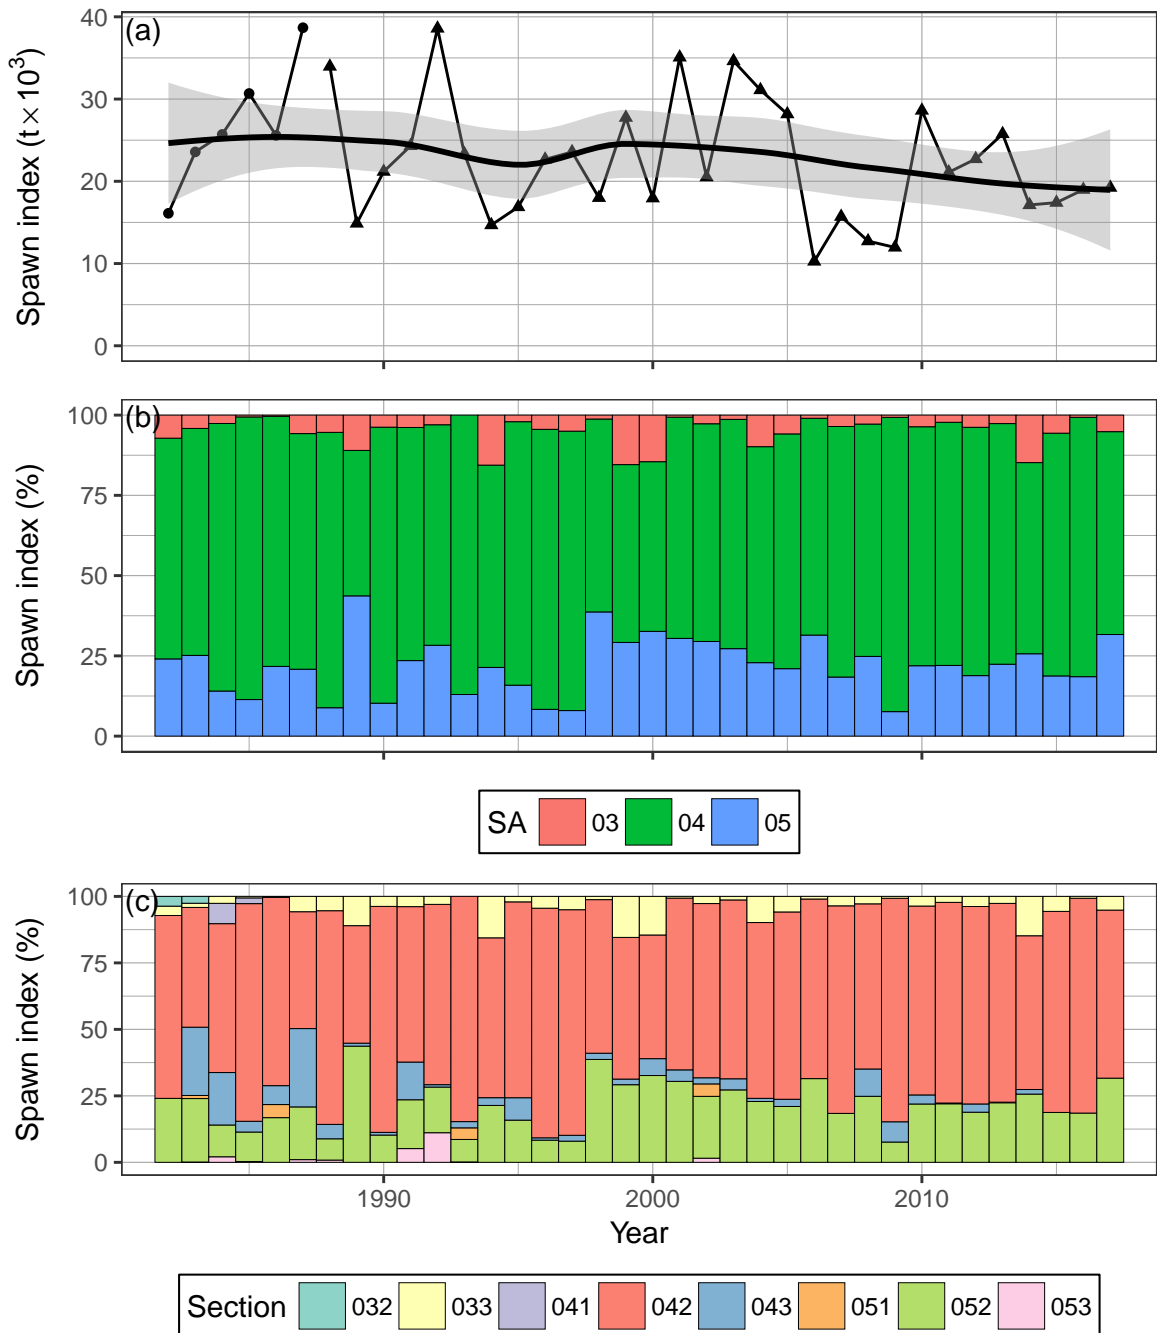 (a)
Spawn index (t × 10³)
40
30
20
10
0
(b)
Spawn index (%)
100
75
50
25
0
SA 03 04 05
(c)
Spawn index (%)
100
75
50
25
0
1990 2000 2010
Year
Section 032 033 041 042 043 051 052 053